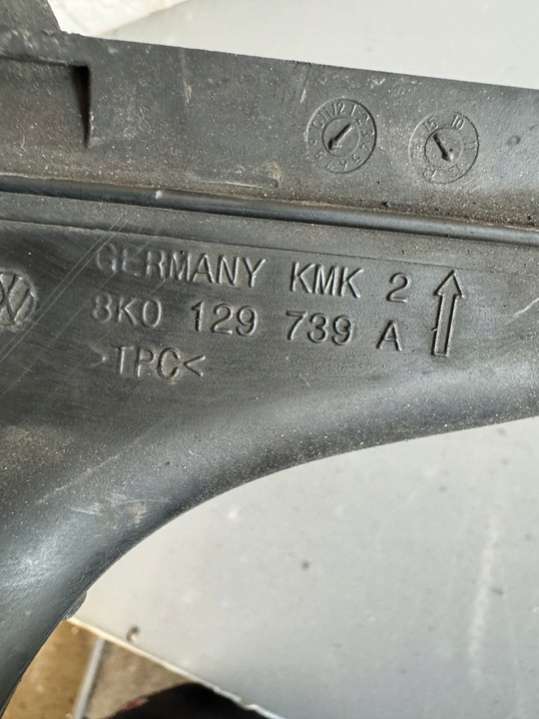 GERMANY KMK 2
8K0 129 739 A
>TPC<